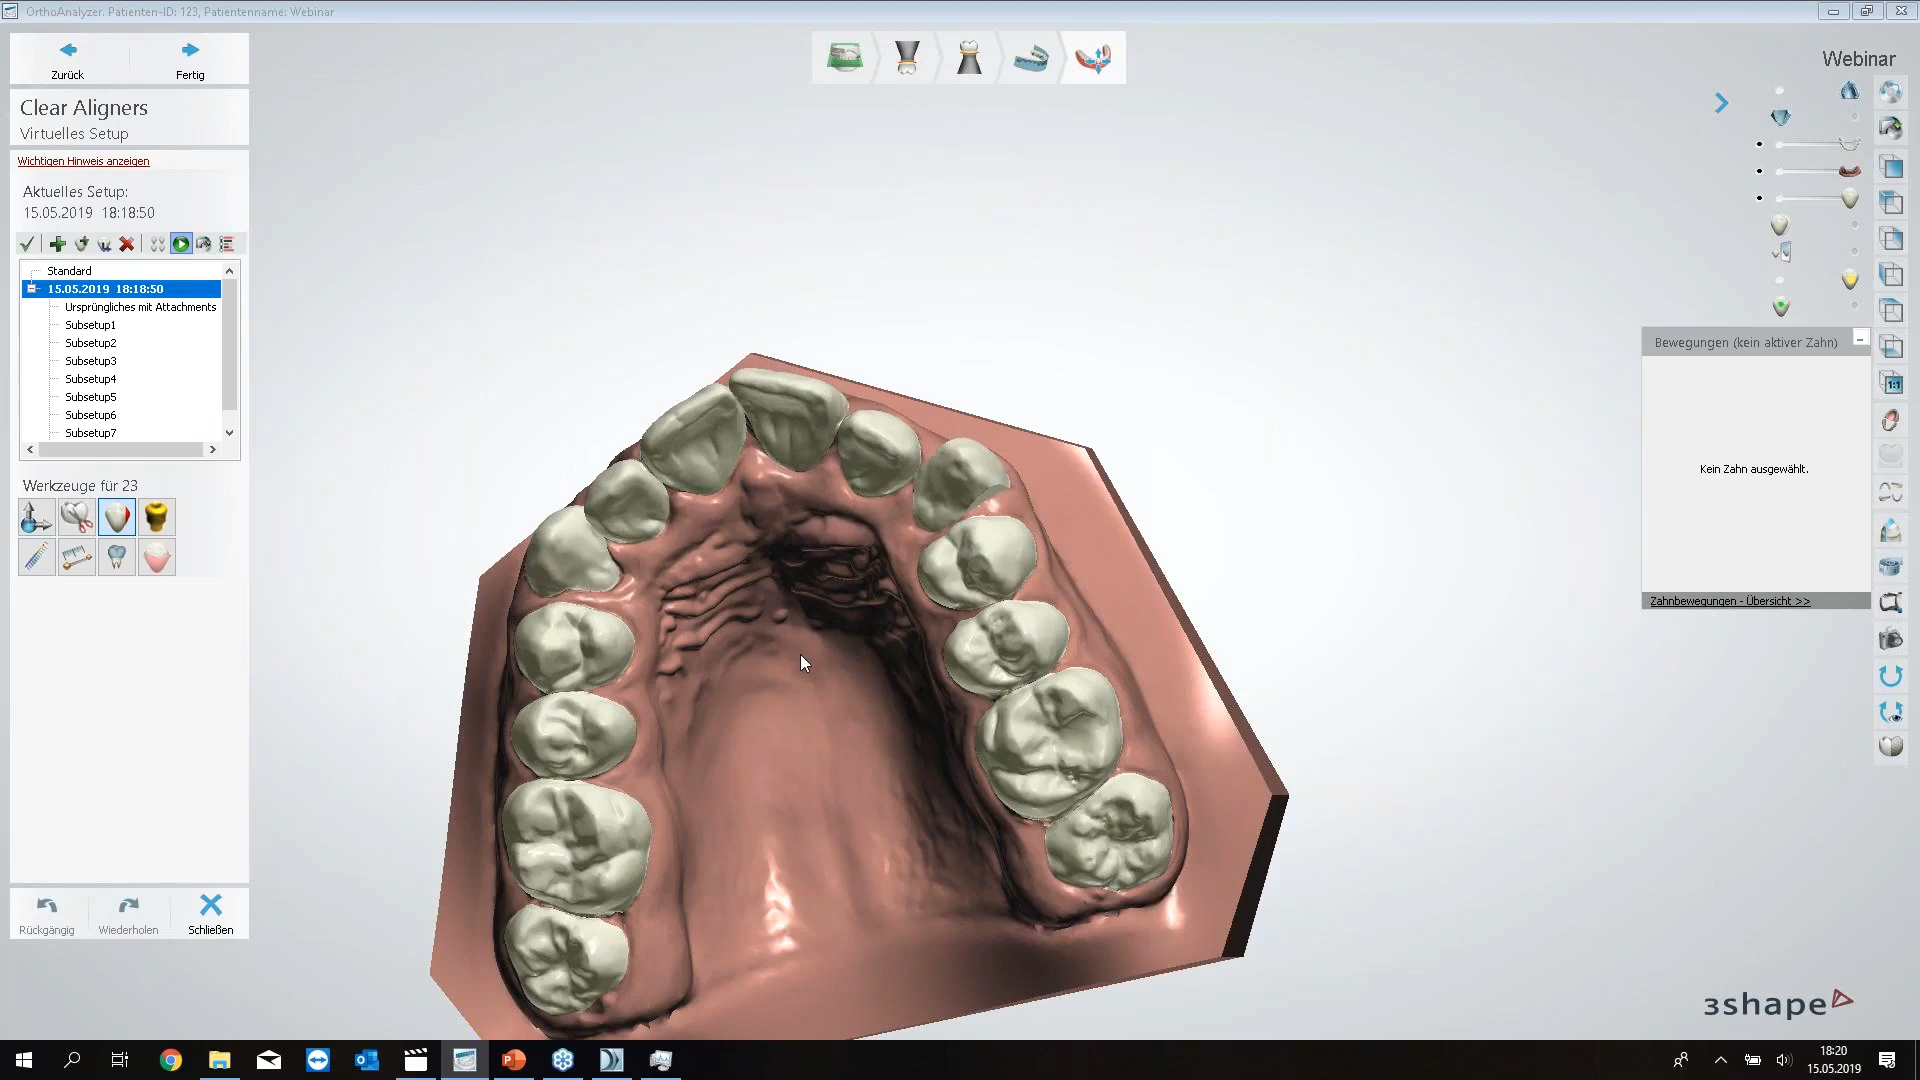 OrthoAnalyzer. Patienten-ID: 123, Patientenname: Webinar
Zurück
Fertig
Clear Aligners
Virtuelles Setup
Wichtigen Hinweis anzeigen
Aktuelles Setup:
15.05.2019 18:18:50
Standard
15.05.2019 18:18:50
Ursprüngliches mit Attachments
Subsetup1
Subsetup2
Subsetup3
Subsetup4
Subsetup5
Subsetup6
Subsetup7
Werkzeuge für 23
Rückgängig
Wiederholen
Schließen
Webinar
Bewegungen (kein aktiver Zahn)
Kein Zahn ausgewählt.
Zahnbewegungen - Übersicht >>
1:1
3shape
18:20
15.05.2019